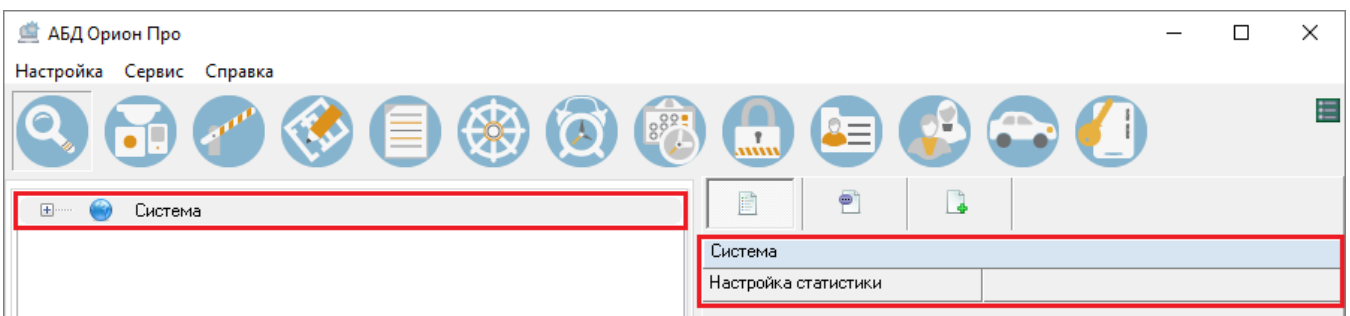 АБД Орион Про
Настройка Сервис Справка
Система
Система
Настройка статистики